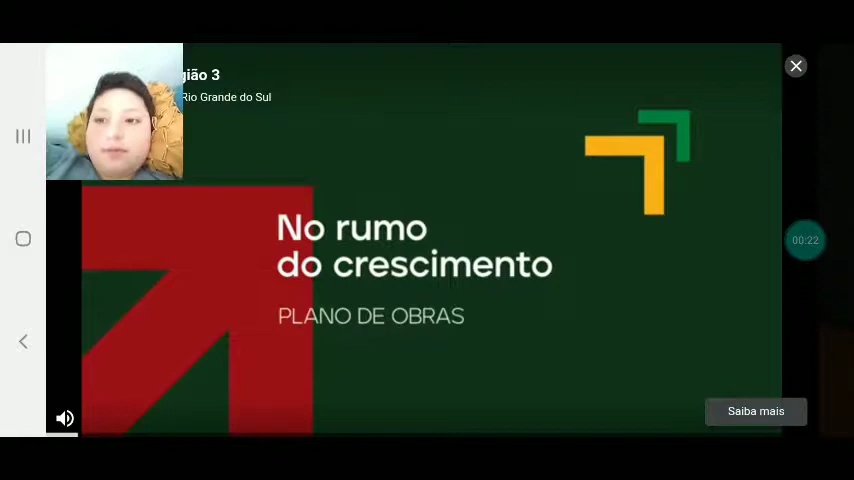 gião 3
Rio Grande do Sul
No rumo
do crescimento
PLANO DE OBRAS
00:22
Saiba mais